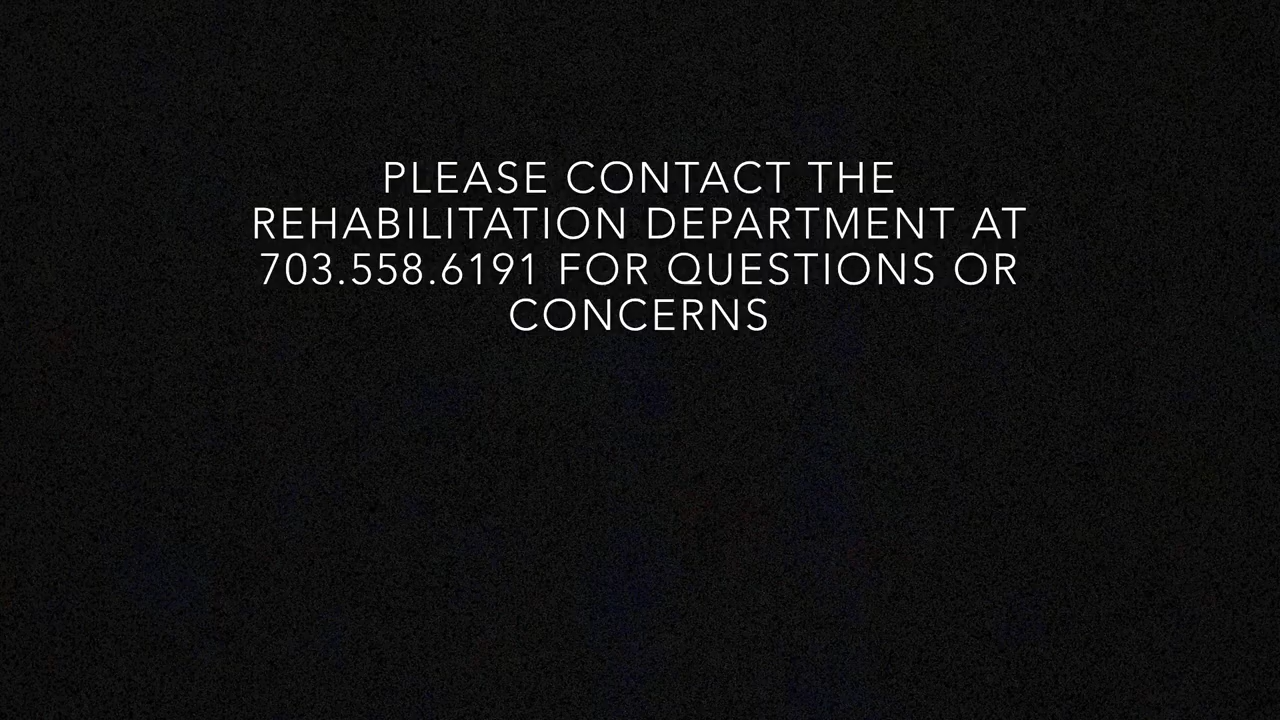 PLEASE CONTACT THE
REHABILITATION DEPARTMENT AT
703.558.6191 FOR QUESTIONS OR
CONCERNS